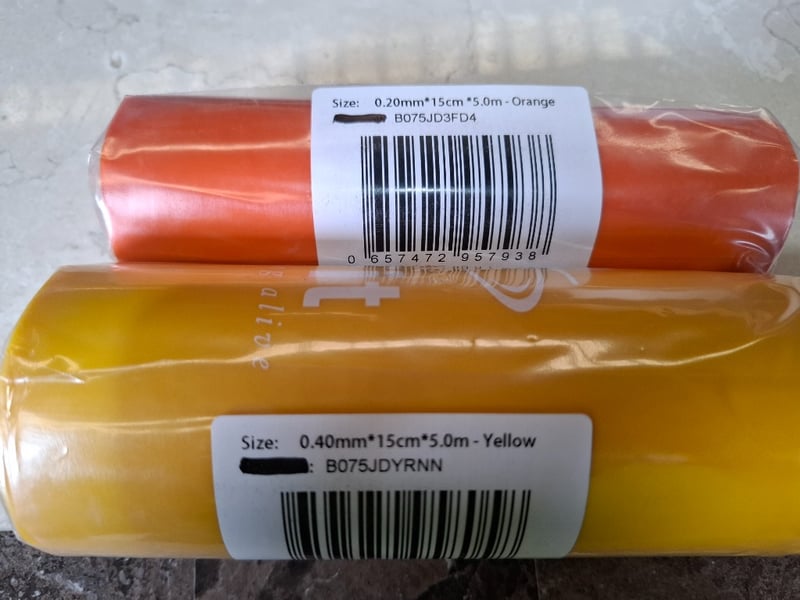 Size: 0.20mm*15cm *5.0m - Orange
B075JD3FD4
0 657472 957938
t
alive
Size: 0.40mm*15cm*5.0m - Yellow
: B075JDYRNN